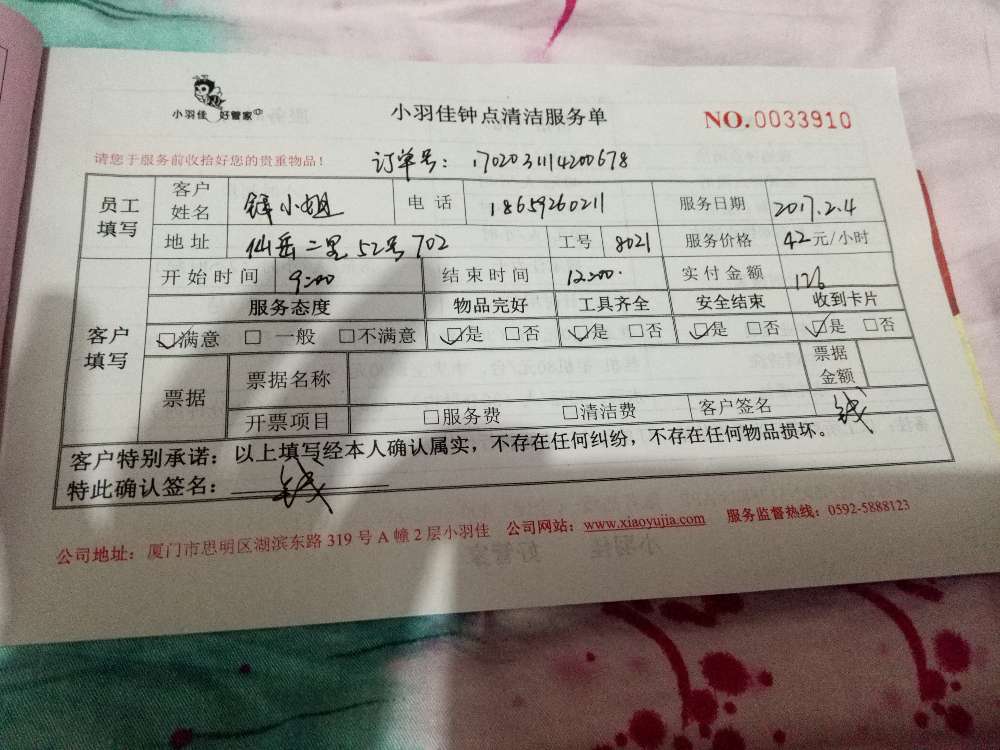 小羽佳 好管家
小羽佳钟点清洁服务单
NO.0033910
请您于服务前收拾好您的贵重物品!
订单号: 170203114200678
员工填写 客户姓名 小姐 电话 18659260211 服务日期 2017.2.4
地址 仙岳二里52号702 工号 8021 服务价格 42元/小时
客户填写 开始时间 9:00 结束时间 12:00. 实付金额 126
服务态度 物品完好 工具齐全 安全结束 收到卡片
☑满意 □一般 □不满意 ☑是 □否 ☑是 □否 ☑是 □否 ☑是 □否
票据 票据名称 票据金额
开票项目 □服务费 □清洁费 客户签名 钱
客户特别承诺：以上填写经本人确认属实，不存在任何纠纷，不存在任何物品损坏。
特此确认签名： 钱
公司地址：厦门市思明区湖滨东路 319 号 A 幢 2 层小羽佳 公司网站：www.xiaoyujia.com 服务监督热线：0592-5888123